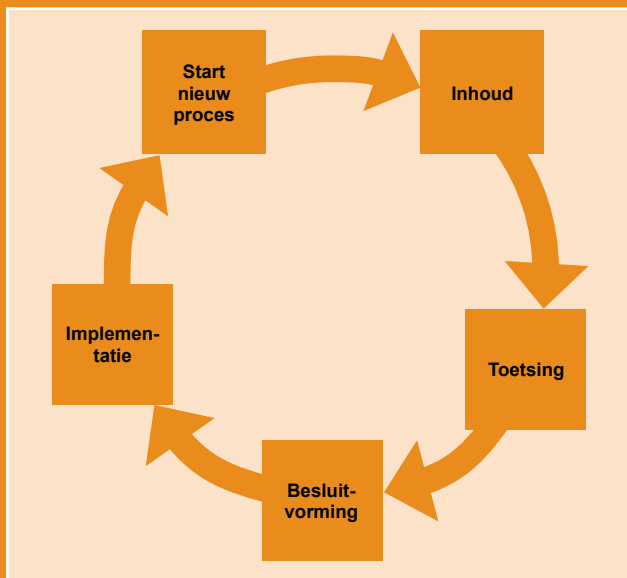 Start
nieuw
proces
Inhoud
Toetsing
Besluit-
vorming
Implemen-
tatie